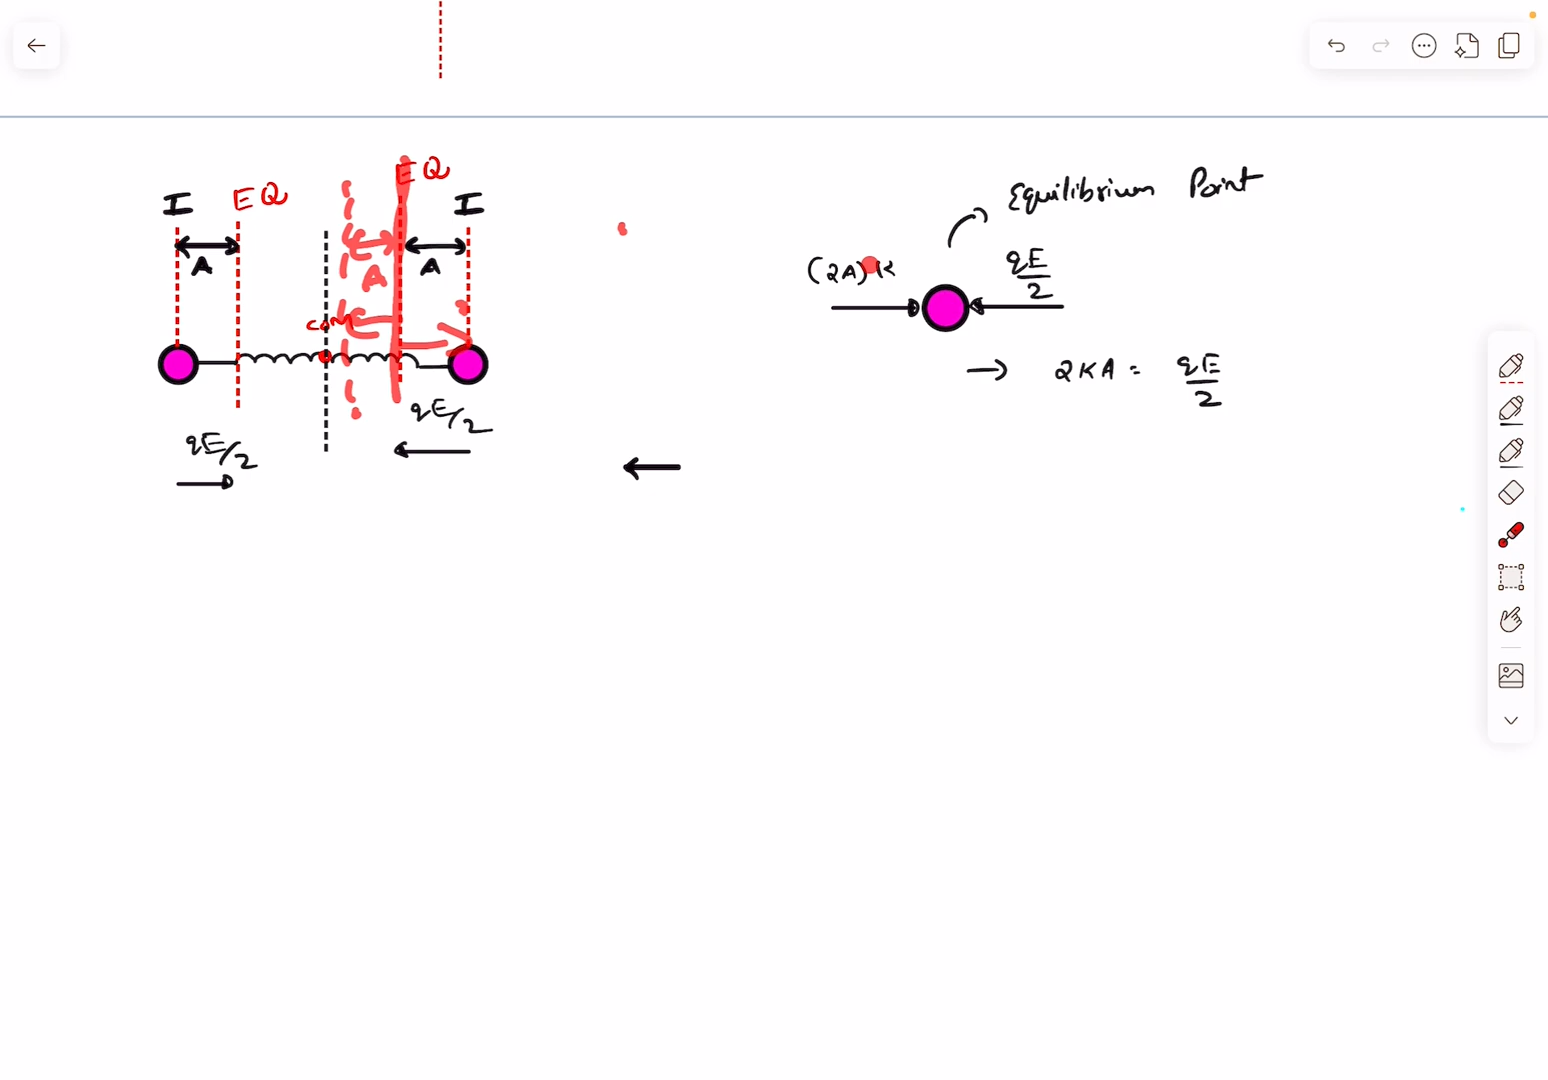 EQ
I EQ I
A A A
com
qE/2
qE/2
Equilibrium Point
(2A)K qE/2
→ 2KA = qE/2